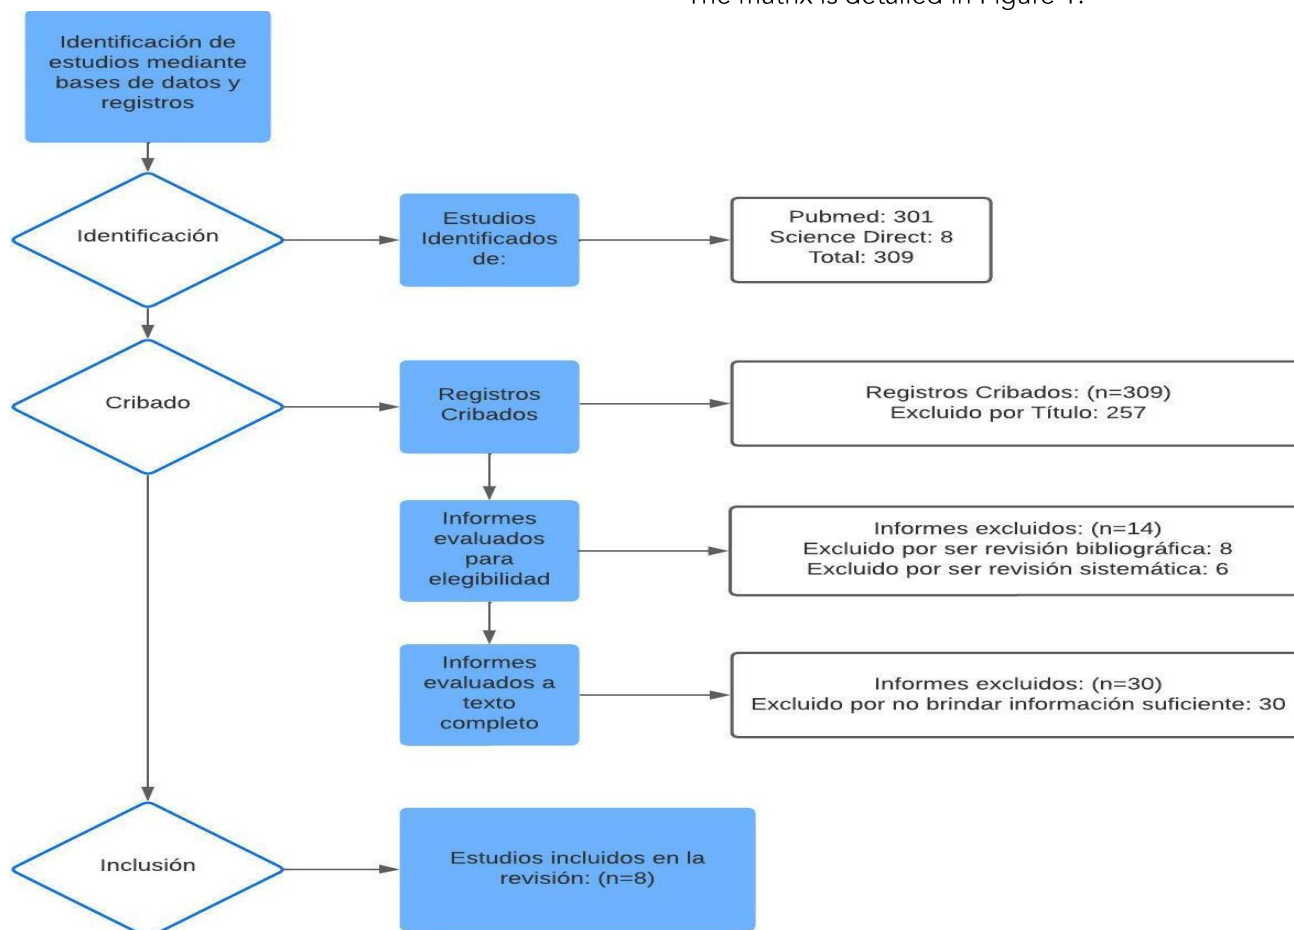 The matrix is detailed in Figure 1.
Identificación de
estudios mediante
bases de datos y
registros
Identificación
Estudios
Identificados
de:
Pubmed: 301
Science Direct: 8
Total: 309
Cribado
Registros
Cribados
Registros Cribados: (n=309)
Excluido por Título: 257
Informes
evaluados
para
elegibilidad
Informes excluidos: (n=14)
Excluido por ser revisión bibliográfica: 8
Excluido por ser revisión sistemática: 6
Informes
evaluados a
texto
completo
Informes excluidos: (n=30)
Excluido por no brindar información suficiente: 30
Inclusión
Estudios incluidos en la
revisión: (n=8)